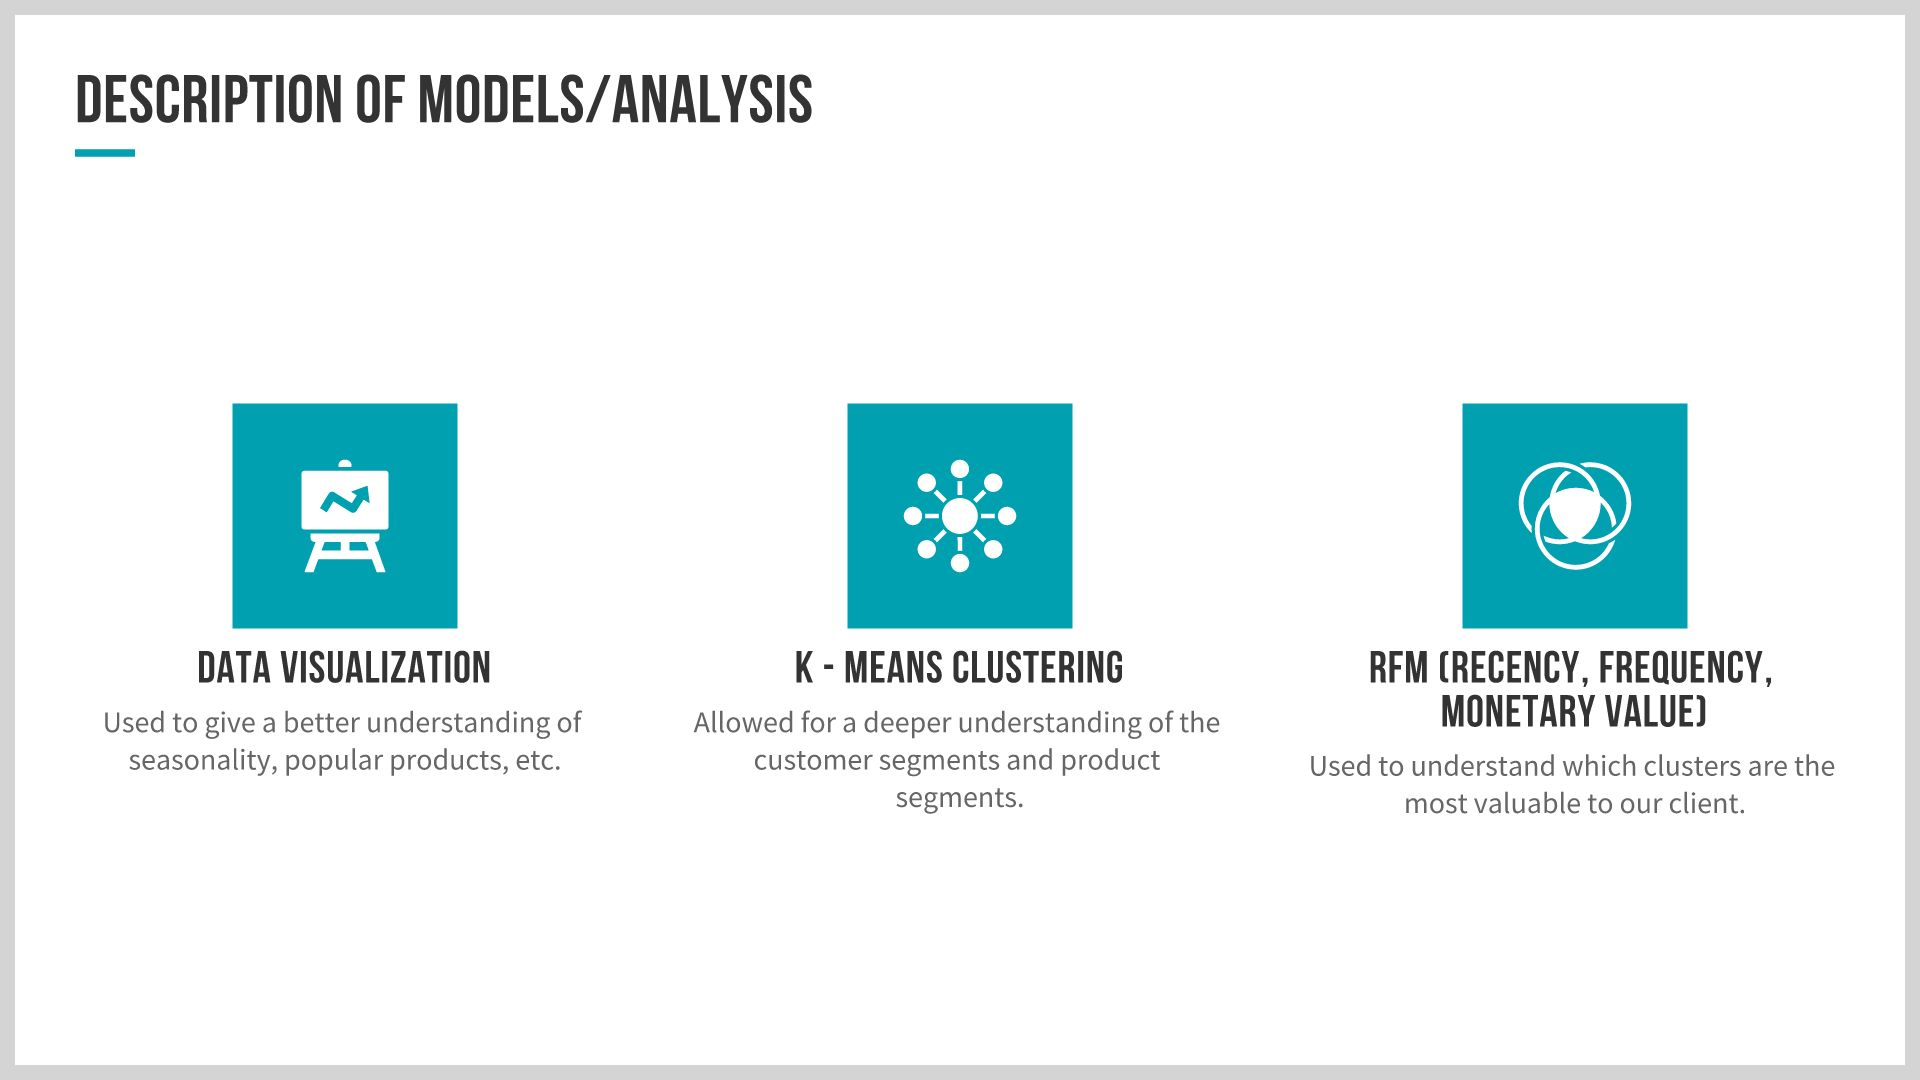 DESCRIPTION OF MODELS/ANALYSIS
DATA VISUALIZATION
Used to give a better understanding of
seasonality, popular products, etc.
K - MEANS CLUSTERING
Allowed for a deeper understanding of the
customer segments and product
segments.
RFM (RECENCY, FREQUENCY,
MONETARY VALUE)
Used to understand which clusters are the
most valuable to our client.